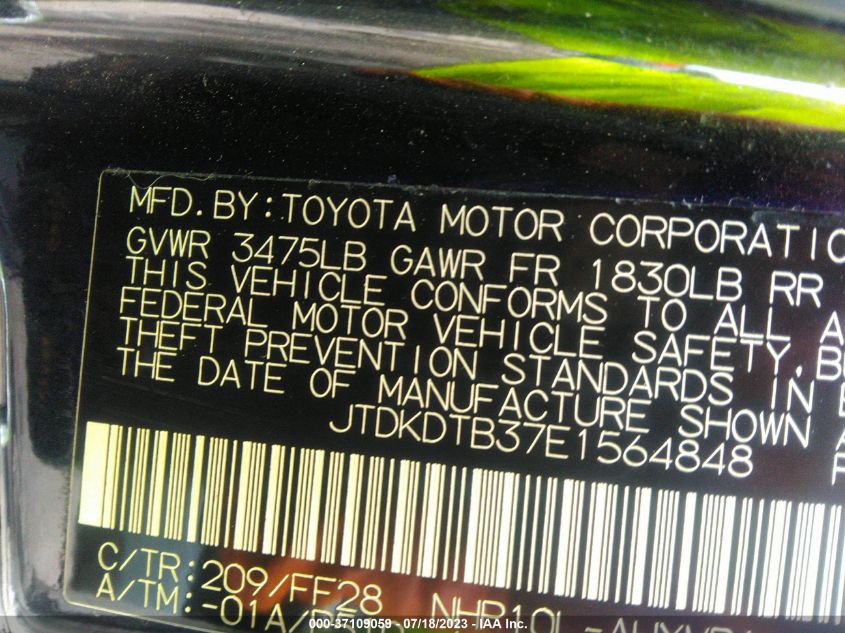 MFD.BY:TOYOTA MOTOR CORPORATIO
GVWR 3475LB GAWR FR 1830LB RR
THIS VEHICLE CONFORMS TO ALL A
FEDERAL MOTOR VEHICLE SAFETY.BU
THEFT PREVENTION STANDARDS IN E
THE DATE OF MANUFACTURE SHOWN A
JTDKDTB37E1564848
C/TR:209/FF28
A/TM:-01A/
000-37109059 - 07/18/2023 - IAA Inc.